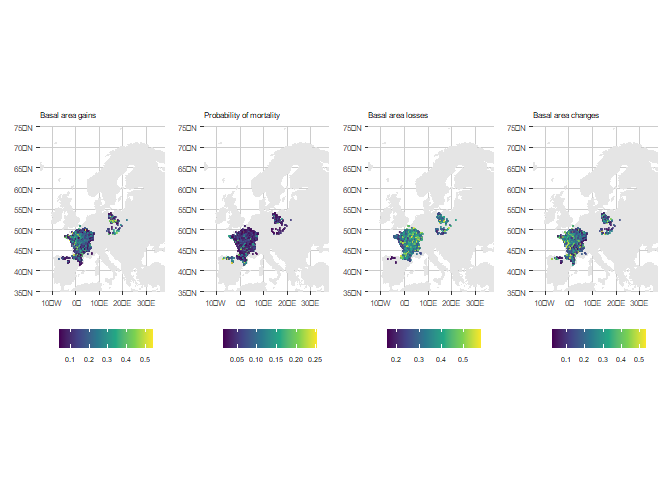 Basal area gains
Probability of mortality
Basal area losses
Basal area changes
75□N 75□N 75□N 75□N
70□N 70□N 70□N 70□N
65□N 65□N 65□N 65□N
60□N 60□N 60□N 60□N
55□N 55□N 55□N 55□N
50□N 50□N 50□N 50□N
45□N 45□N 45□N 45□N
40□N 40□N 40□N 40□N
35□N 35□N 35□N 35□N
10□W 0□ 10□E 20□E 30□E
10□W 0□ 10□E 20□E 30□E
10□W 0□ 10□E 20□E 30□E
10□W 0□ 10□E 20□E 30□E
0.1 0.2 0.3 0.4 0.5
0.05 0.10 0.15 0.20 0.25
0.2 0.3 0.4 0.5
0.1 0.2 0.3 0.4 0.5